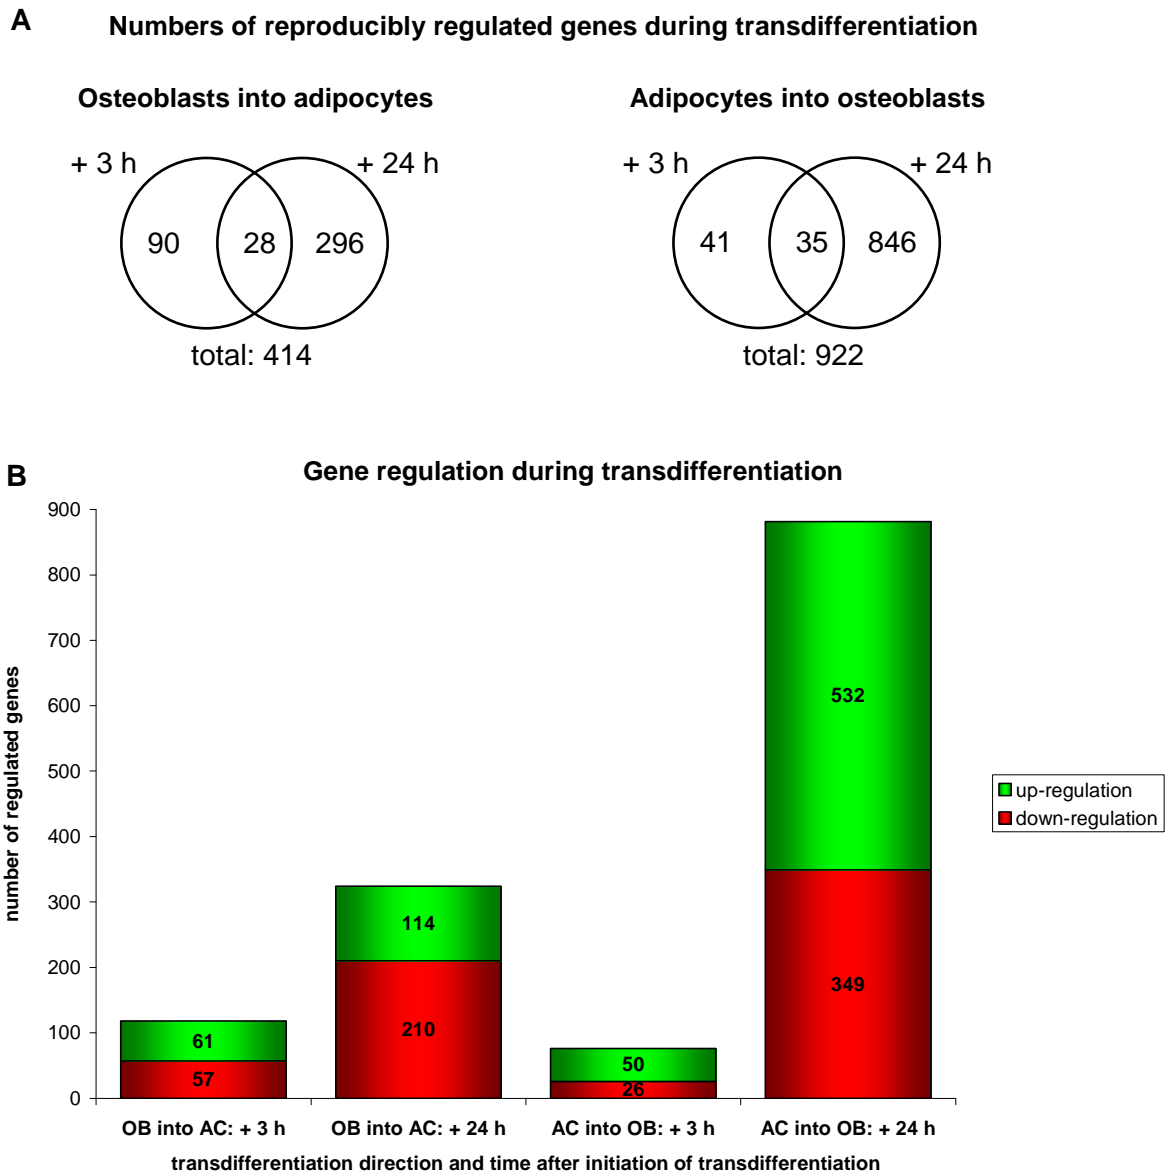 A
Numbers of reproducibly regulated genes during transdifferentiation
Osteoblasts into adipocytes
+ 3 h
+ 24 h
90
28
296
total: 414
Adipocytes into osteoblasts
+ 3 h
+ 24 h
41
35
846
total: 922
B
Gene regulation during transdifferentiation
number of regulated genes
900
800
700
600
500
400
300
200
100
0
61
57
114
210
50
26
532
349
OB into AC: + 3 h
OB into AC: + 24 h
AC into OB: + 3 h
AC into OB: + 24 h
transdifferentiation direction and time after initiation of transdifferentiation
up-regulation
down-regulation